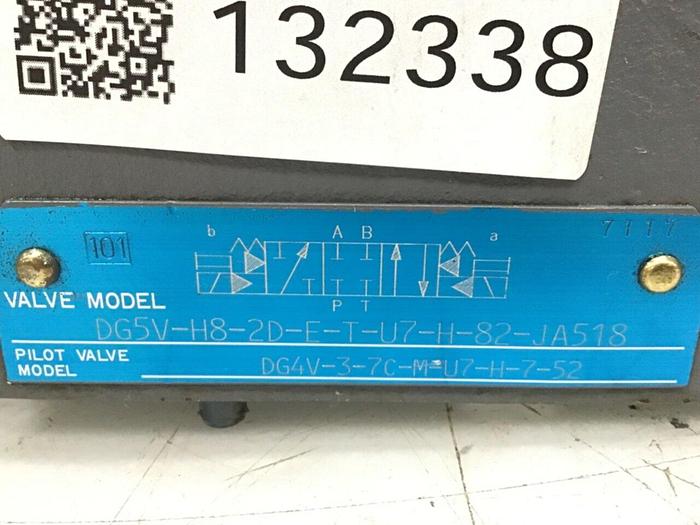 132338
b A B a 7117
101
P T
VALVE MODEL
DG5V-H8-2D-E-T-U7-H-82-JA518
PILOT VALVE
MODEL
DG4V-3-7C-M-U7-H-7-52